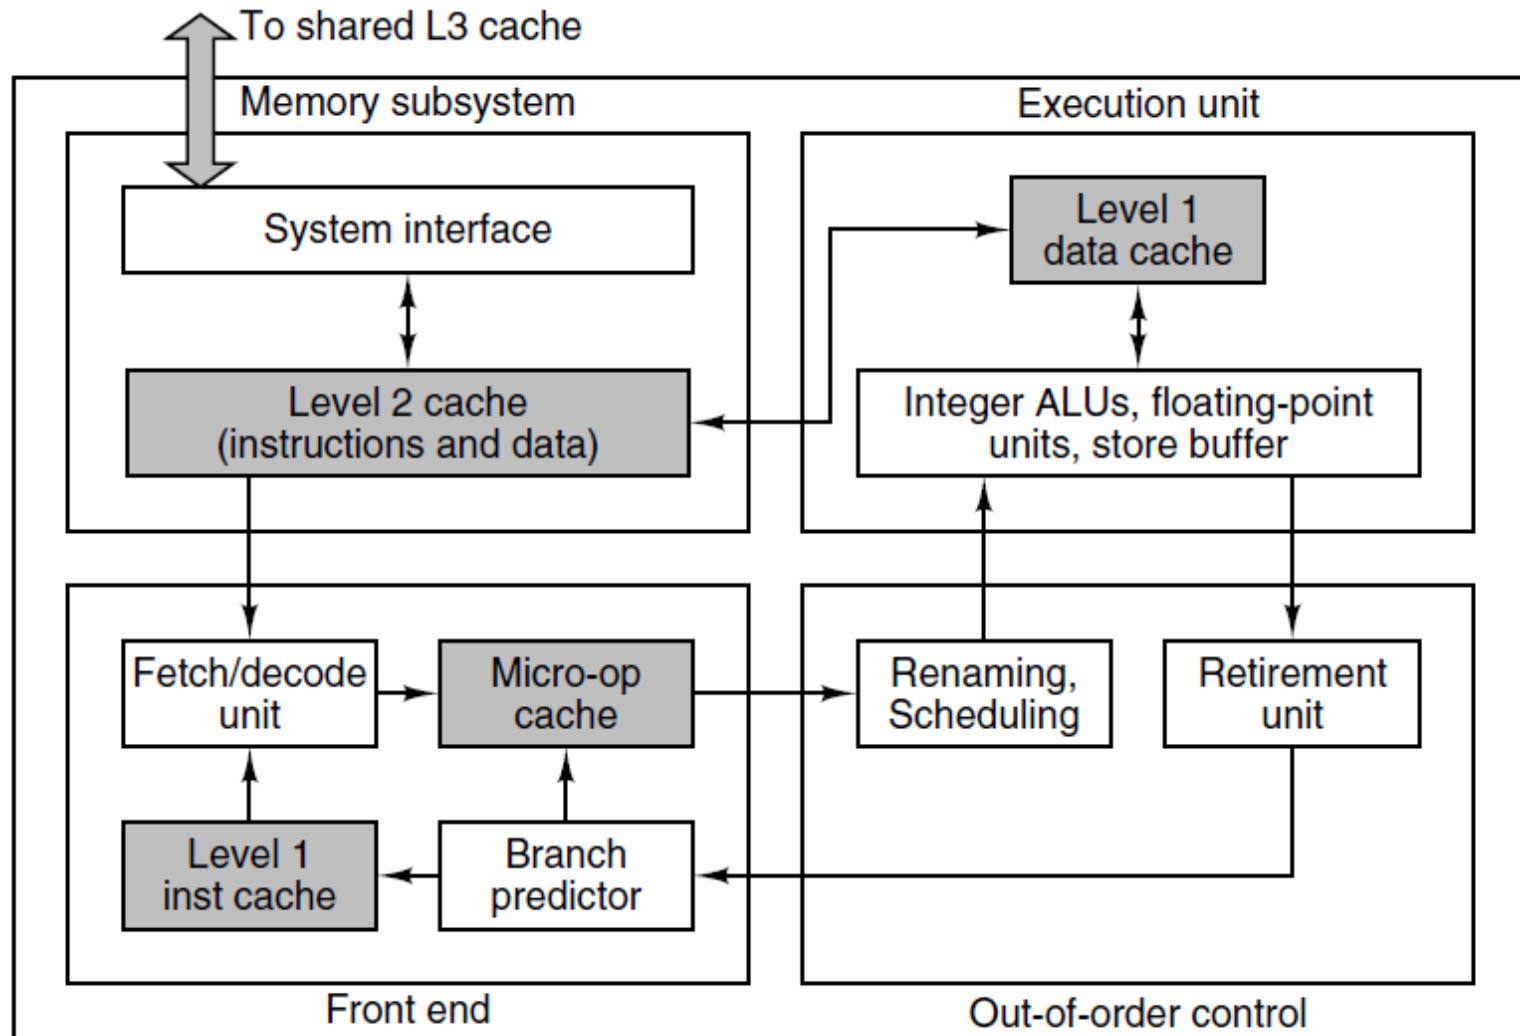 To shared L3 cache
Memory subsystem
Execution unit
System interface
Level 1
data cache
Level 2 cache
(instructions and data)
Integer ALUs, floating-point
units, store buffer
Fetch/decode
unit
Micro-op
cache
Renaming,
Scheduling
Retirement
unit
Level 1
inst cache
Branch
predictor
Front end
Out-of-order control